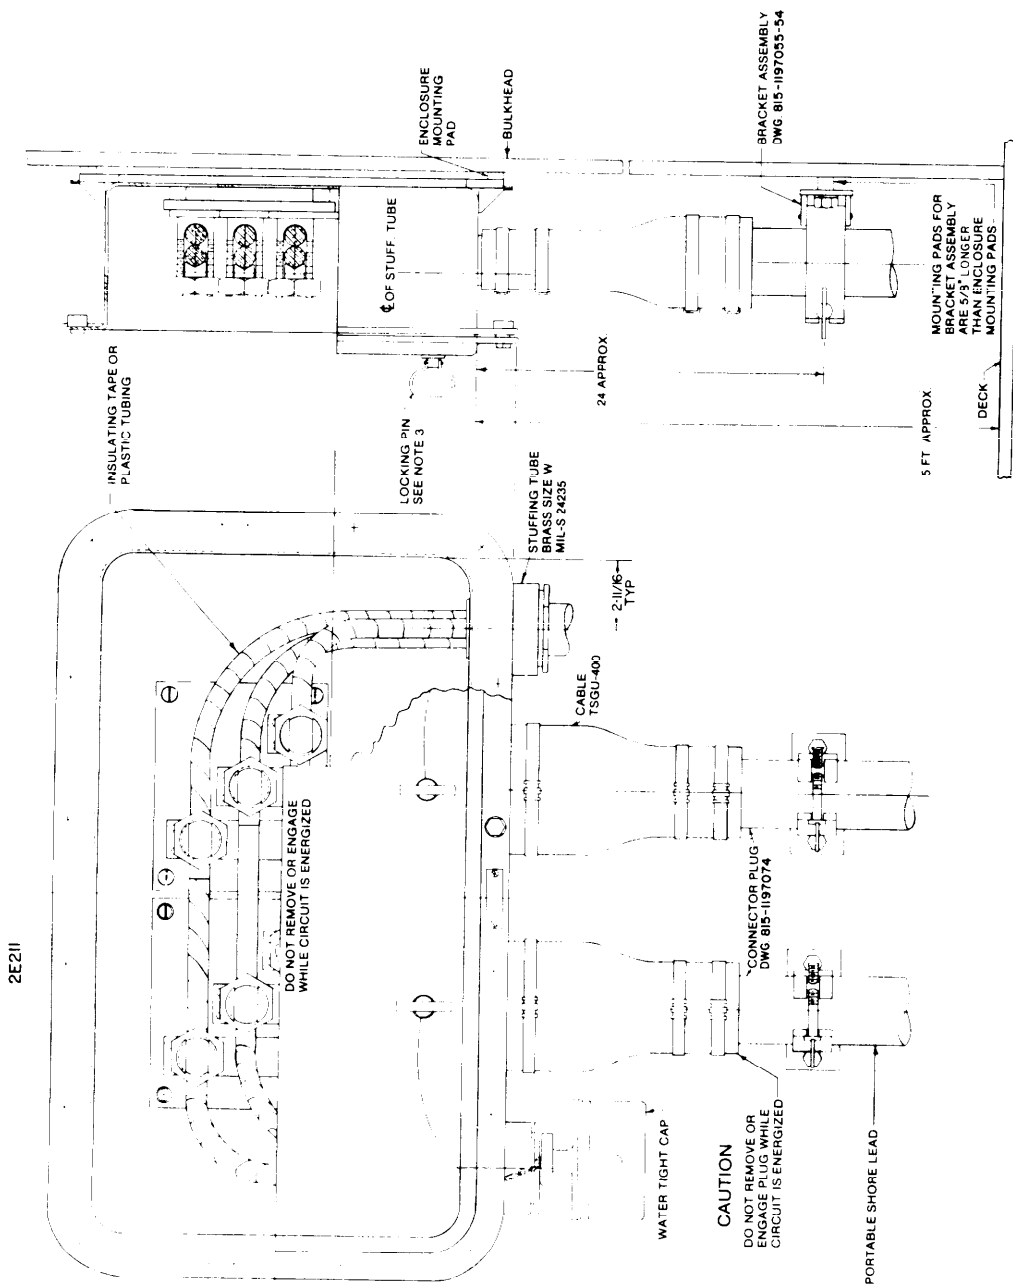 2E211
INSULATING TAPE OR
PLASTIC TUBING
ENCLOSURE
MOUNTING
PAD
BULKHEAD
BRACKET ASSEMBLY
DWG. 815-1197055-54
℄ OF STUFF. TUBE
LOCKING PIN
SEE NOTE 3
24 APPROX.
MOUNTING PADS FOR
BRACKET ASSEMBLY
ARE 5/8" LONGER
THAN ENCLOSURE
MOUNTING PADS
5 FT APPROX.
DECK
STUFFING TUBE
BRASS SIZE W
MIL-S 24235
2-11/16
TYP
CABLE
TSGU-400
DO NOT REMOVE OR ENGAGE
WHILE CIRCUIT IS ENERGIZED
CONNECTOR PLUG
DWG. 815-1197074
WATER TIGHT CAP
CAUTION
DO NOT REMOVE OR
ENGAGE PLUG WHILE
CIRCUIT IS ENERGIZED
PORTABLE SHORE LEAD